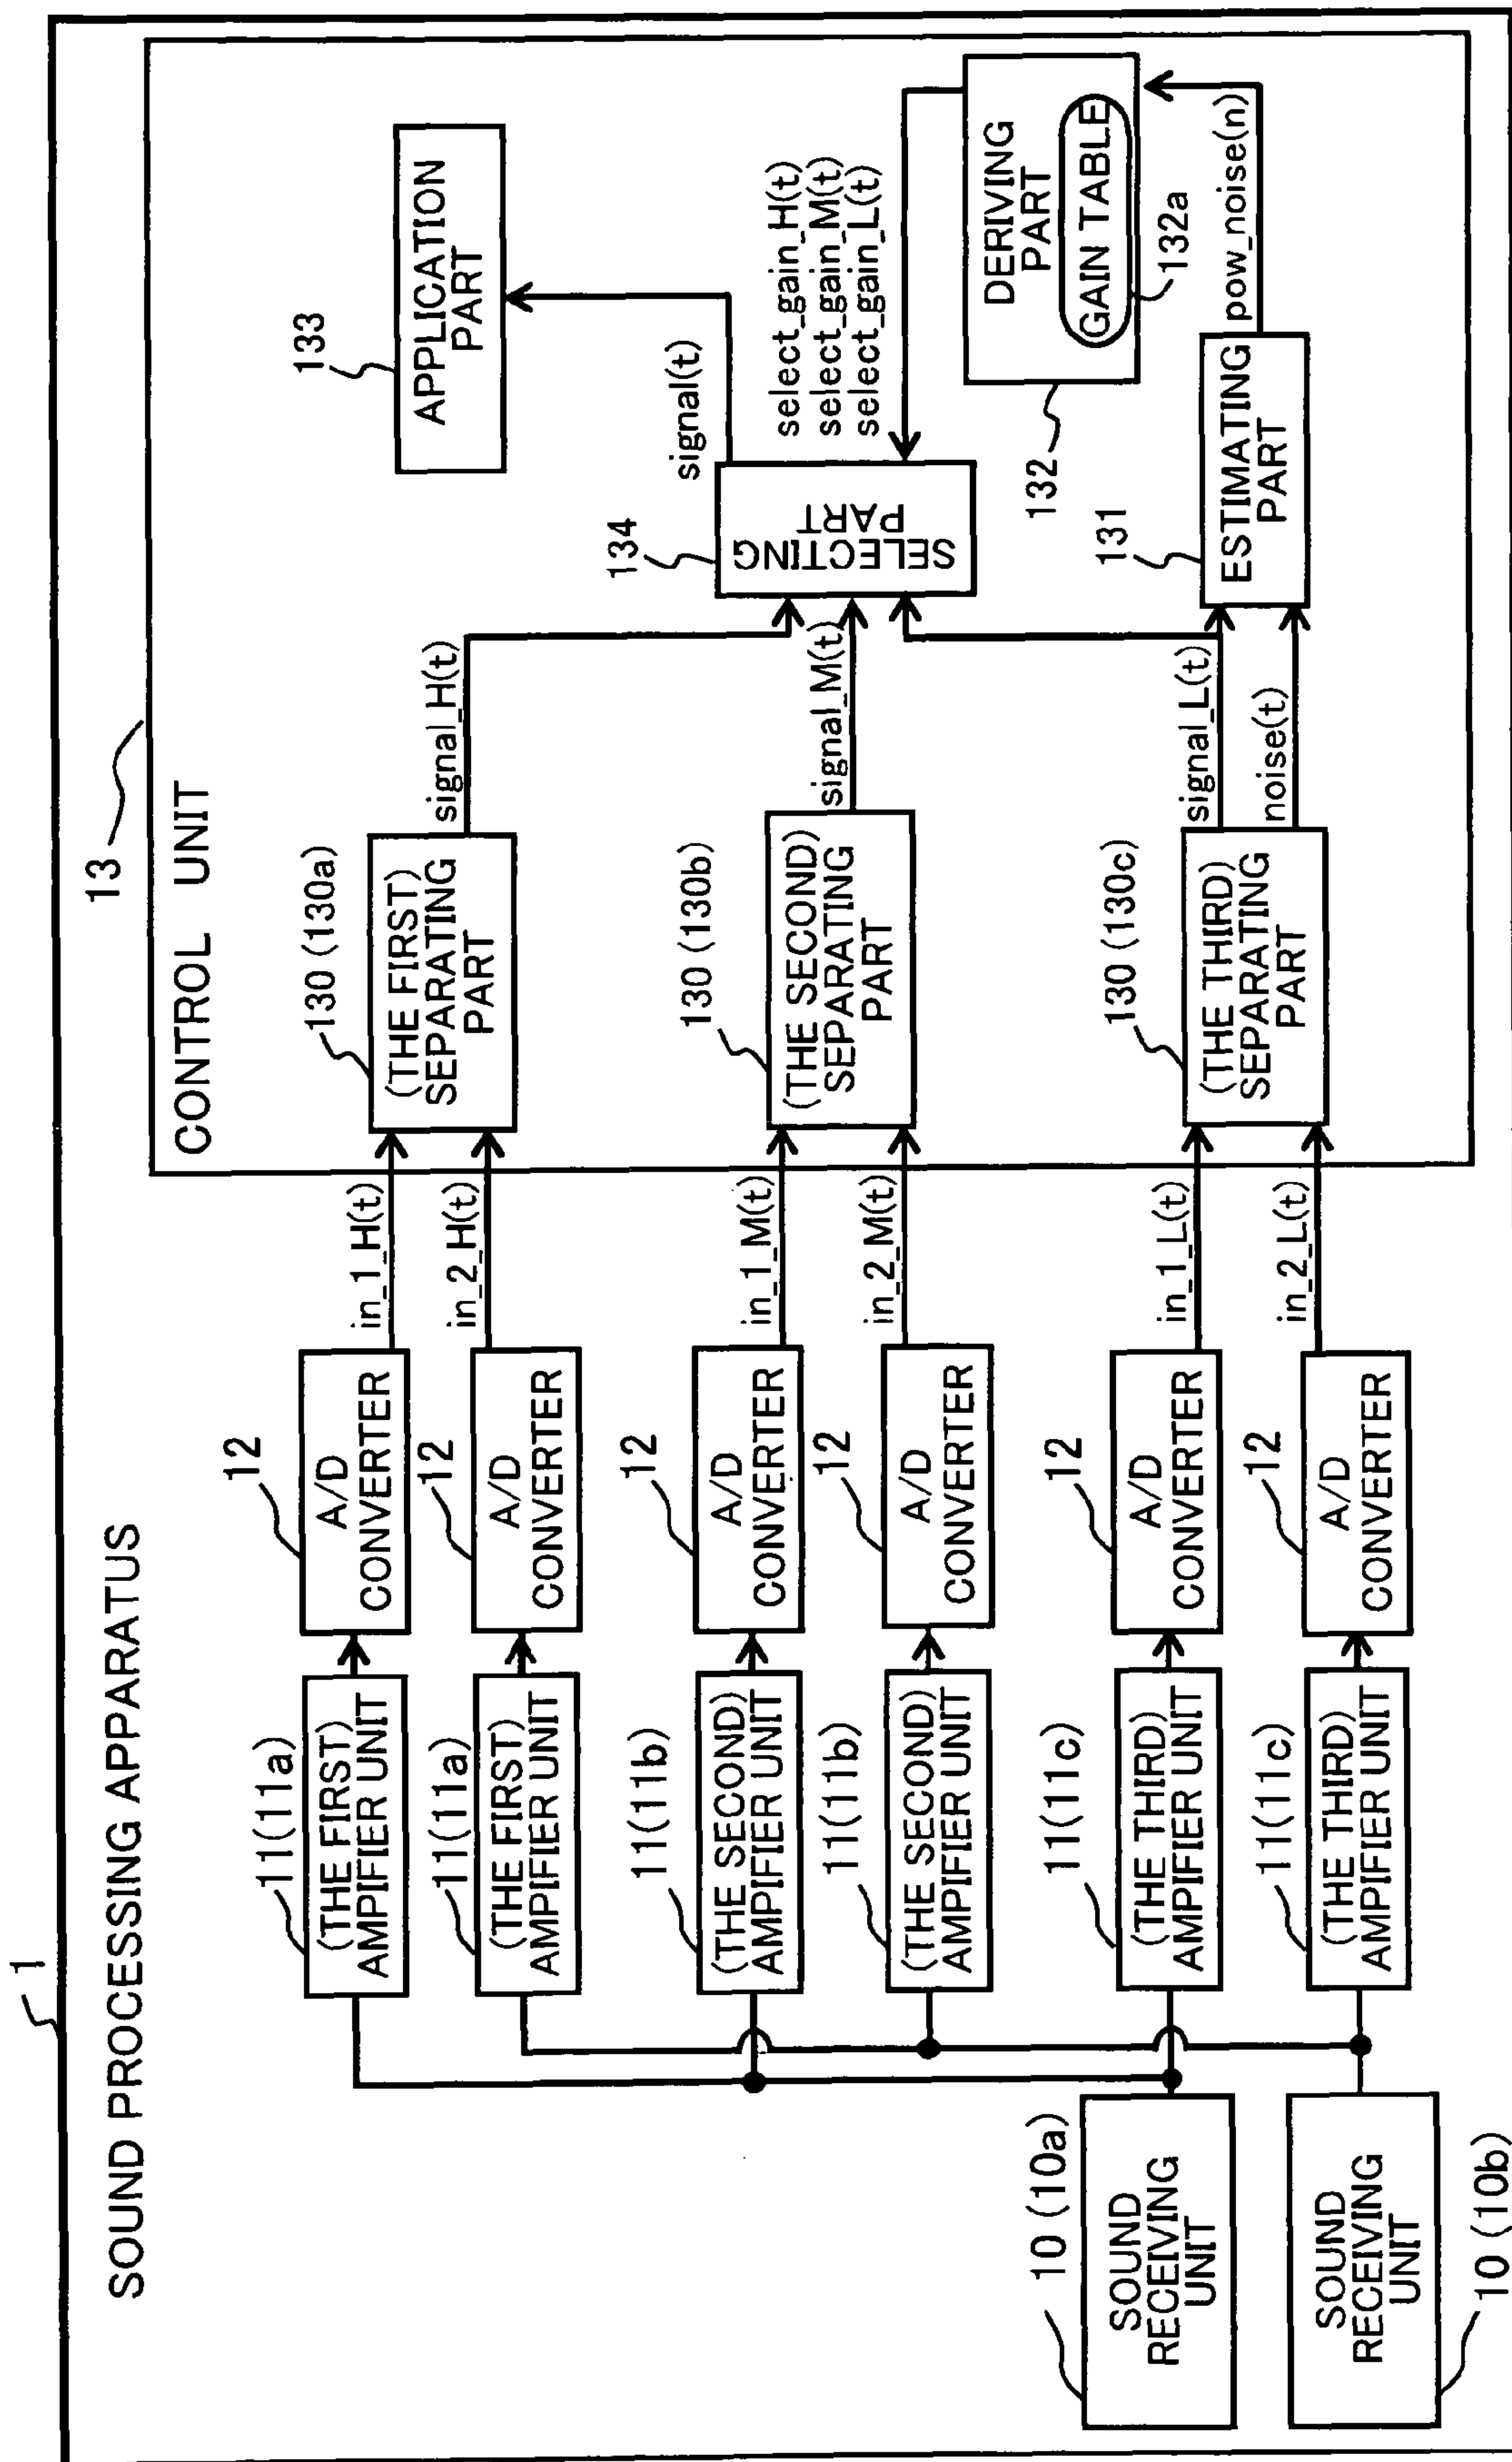 1
SOUND PROCESSING APPARATUS
13
CONTROL UNIT
10 (10a)
SOUND
RECEIVING
UNIT
SOUND
RECEIVING
UNIT
10 (10b)
11(11a)
(THE FIRST)
AMPIFIER UNIT
11(11a)
(THE FIRST)
AMPIFIER UNIT
11(11b)
(THE SECOND)
AMPIFIER UNIT
11(11b)
(THE SECOND)
AMPIFIER UNIT
11(11c)
(THE THIRD)
AMPIFIER UNIT
11(11c)
(THE THIRD)
AMPIFIER UNIT
12
A/D
CONVERTER
12
A/D
CONVERTER
12
A/D
CONVERTER
12
A/D
CONVERTER
12
A/D
CONVERTER
12
A/D
CONVERTER
in_1_H(t)
in_2_H(t)
in_1_M(t)
in_2_M(t)
in_1_L(t)
in_2_L(t)
130 (130a)
(THE FIRST)
SEPARATING
PART
130 (130b)
(THE SECOND)
SEPARATING
PART
130 (130c)
(THE THIRD)
SEPARATING
PART
signal_H(t)
signal_M(t)
signal_L(t)
noise(t)
134
SELECTING
PART
131
ESTIMATING
PART
signal(t)
select_gain_H(t)
select_gain_M(t)
select_gain_L(t)
133
APPLICATION
PART
132
DERIVING
PART
GAIN TABLE
132a
pow_noise(n)